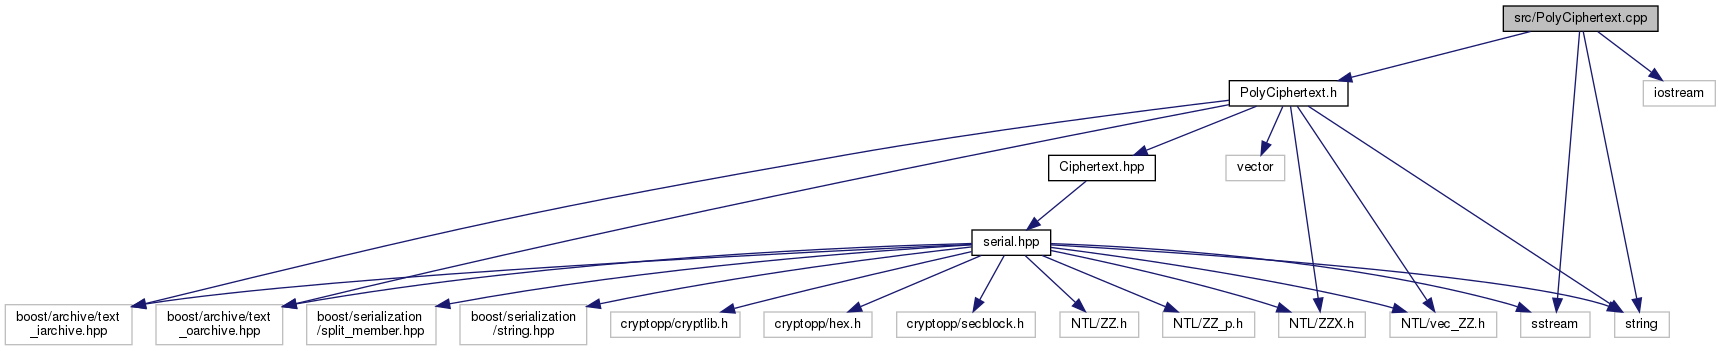 src/PolyCiphertext.cpp
PolyCiphertext.h
iostream
Ciphertext.hpp
vector
serial.hpp
boost/archive/text
_iarchive.hpp
boost/archive/text
_oarchive.hpp
boost/serialization
/split_member.hpp
boost/serialization
/string.hpp
cryptopp/cryptlib.h
cryptopp/hex.h
cryptopp/secblock.h
NTL/ZZ.h
NTL/ZZ_p.h
NTL/ZZX.h
NTL/vec_ZZ.h
sstream
string